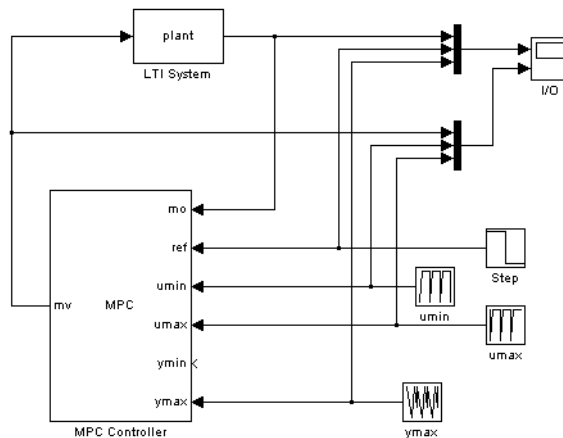 plant
LTI System
I/O
mo
ref
Step
umin
mv
MPC
umin
umax
umax
ymin
ymax
ymax
MPC Controller